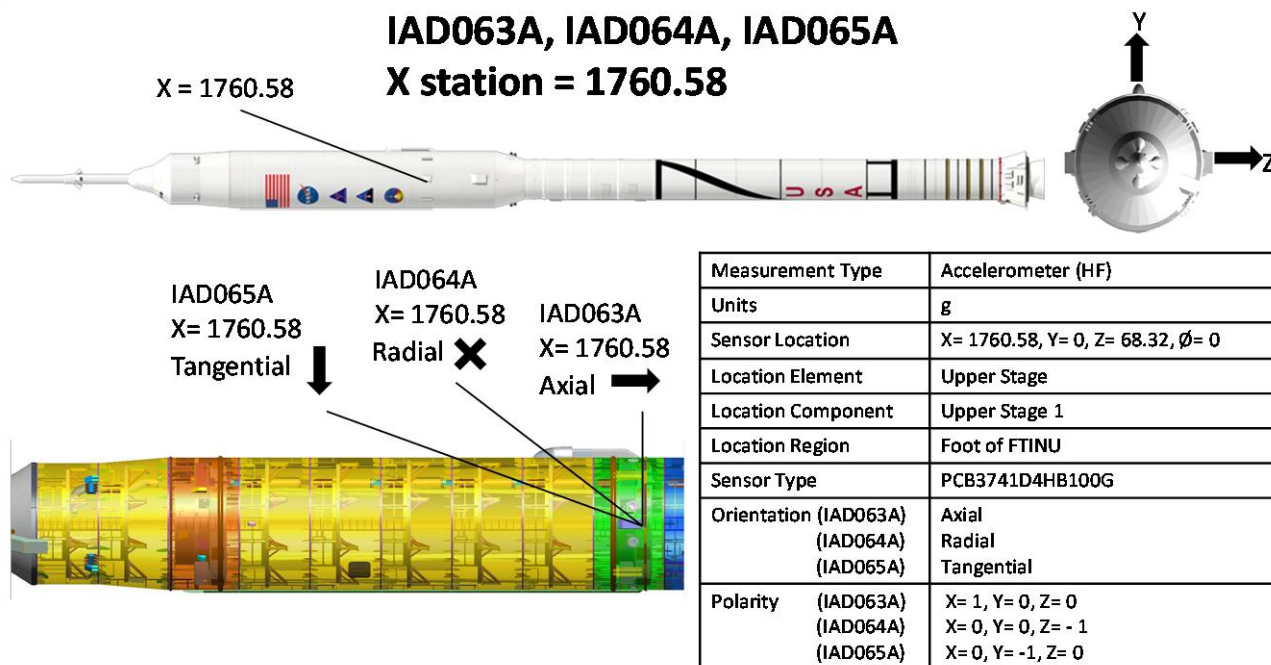 IAD063A, IAD064A, IAD065A
X station = 1760.58
X = 1760.58
Y
Z
USA
IAD065A
X= 1760.58
Tangential
IAD064A
X= 1760.58
Radial
IAD063A
X= 1760.58
Axial
Measurement Type Accelerometer (HF)
Units g
Sensor Location X= 1760.58, Y= 0, Z= 68.32, Ø= 0
Location Element Upper Stage
Location Component Upper Stage 1
Location Region Foot of FTINU
Sensor Type PCB3741D4HB100G
Orientation (IAD063A) Axial
(IAD064A) Radial
(IAD065A) Tangential
Polarity (IAD063A) X= 1, Y= 0, Z= 0
(IAD064A) X= 0, Y= 0, Z= - 1
(IAD065A) X= 0, Y= -1, Z= 0